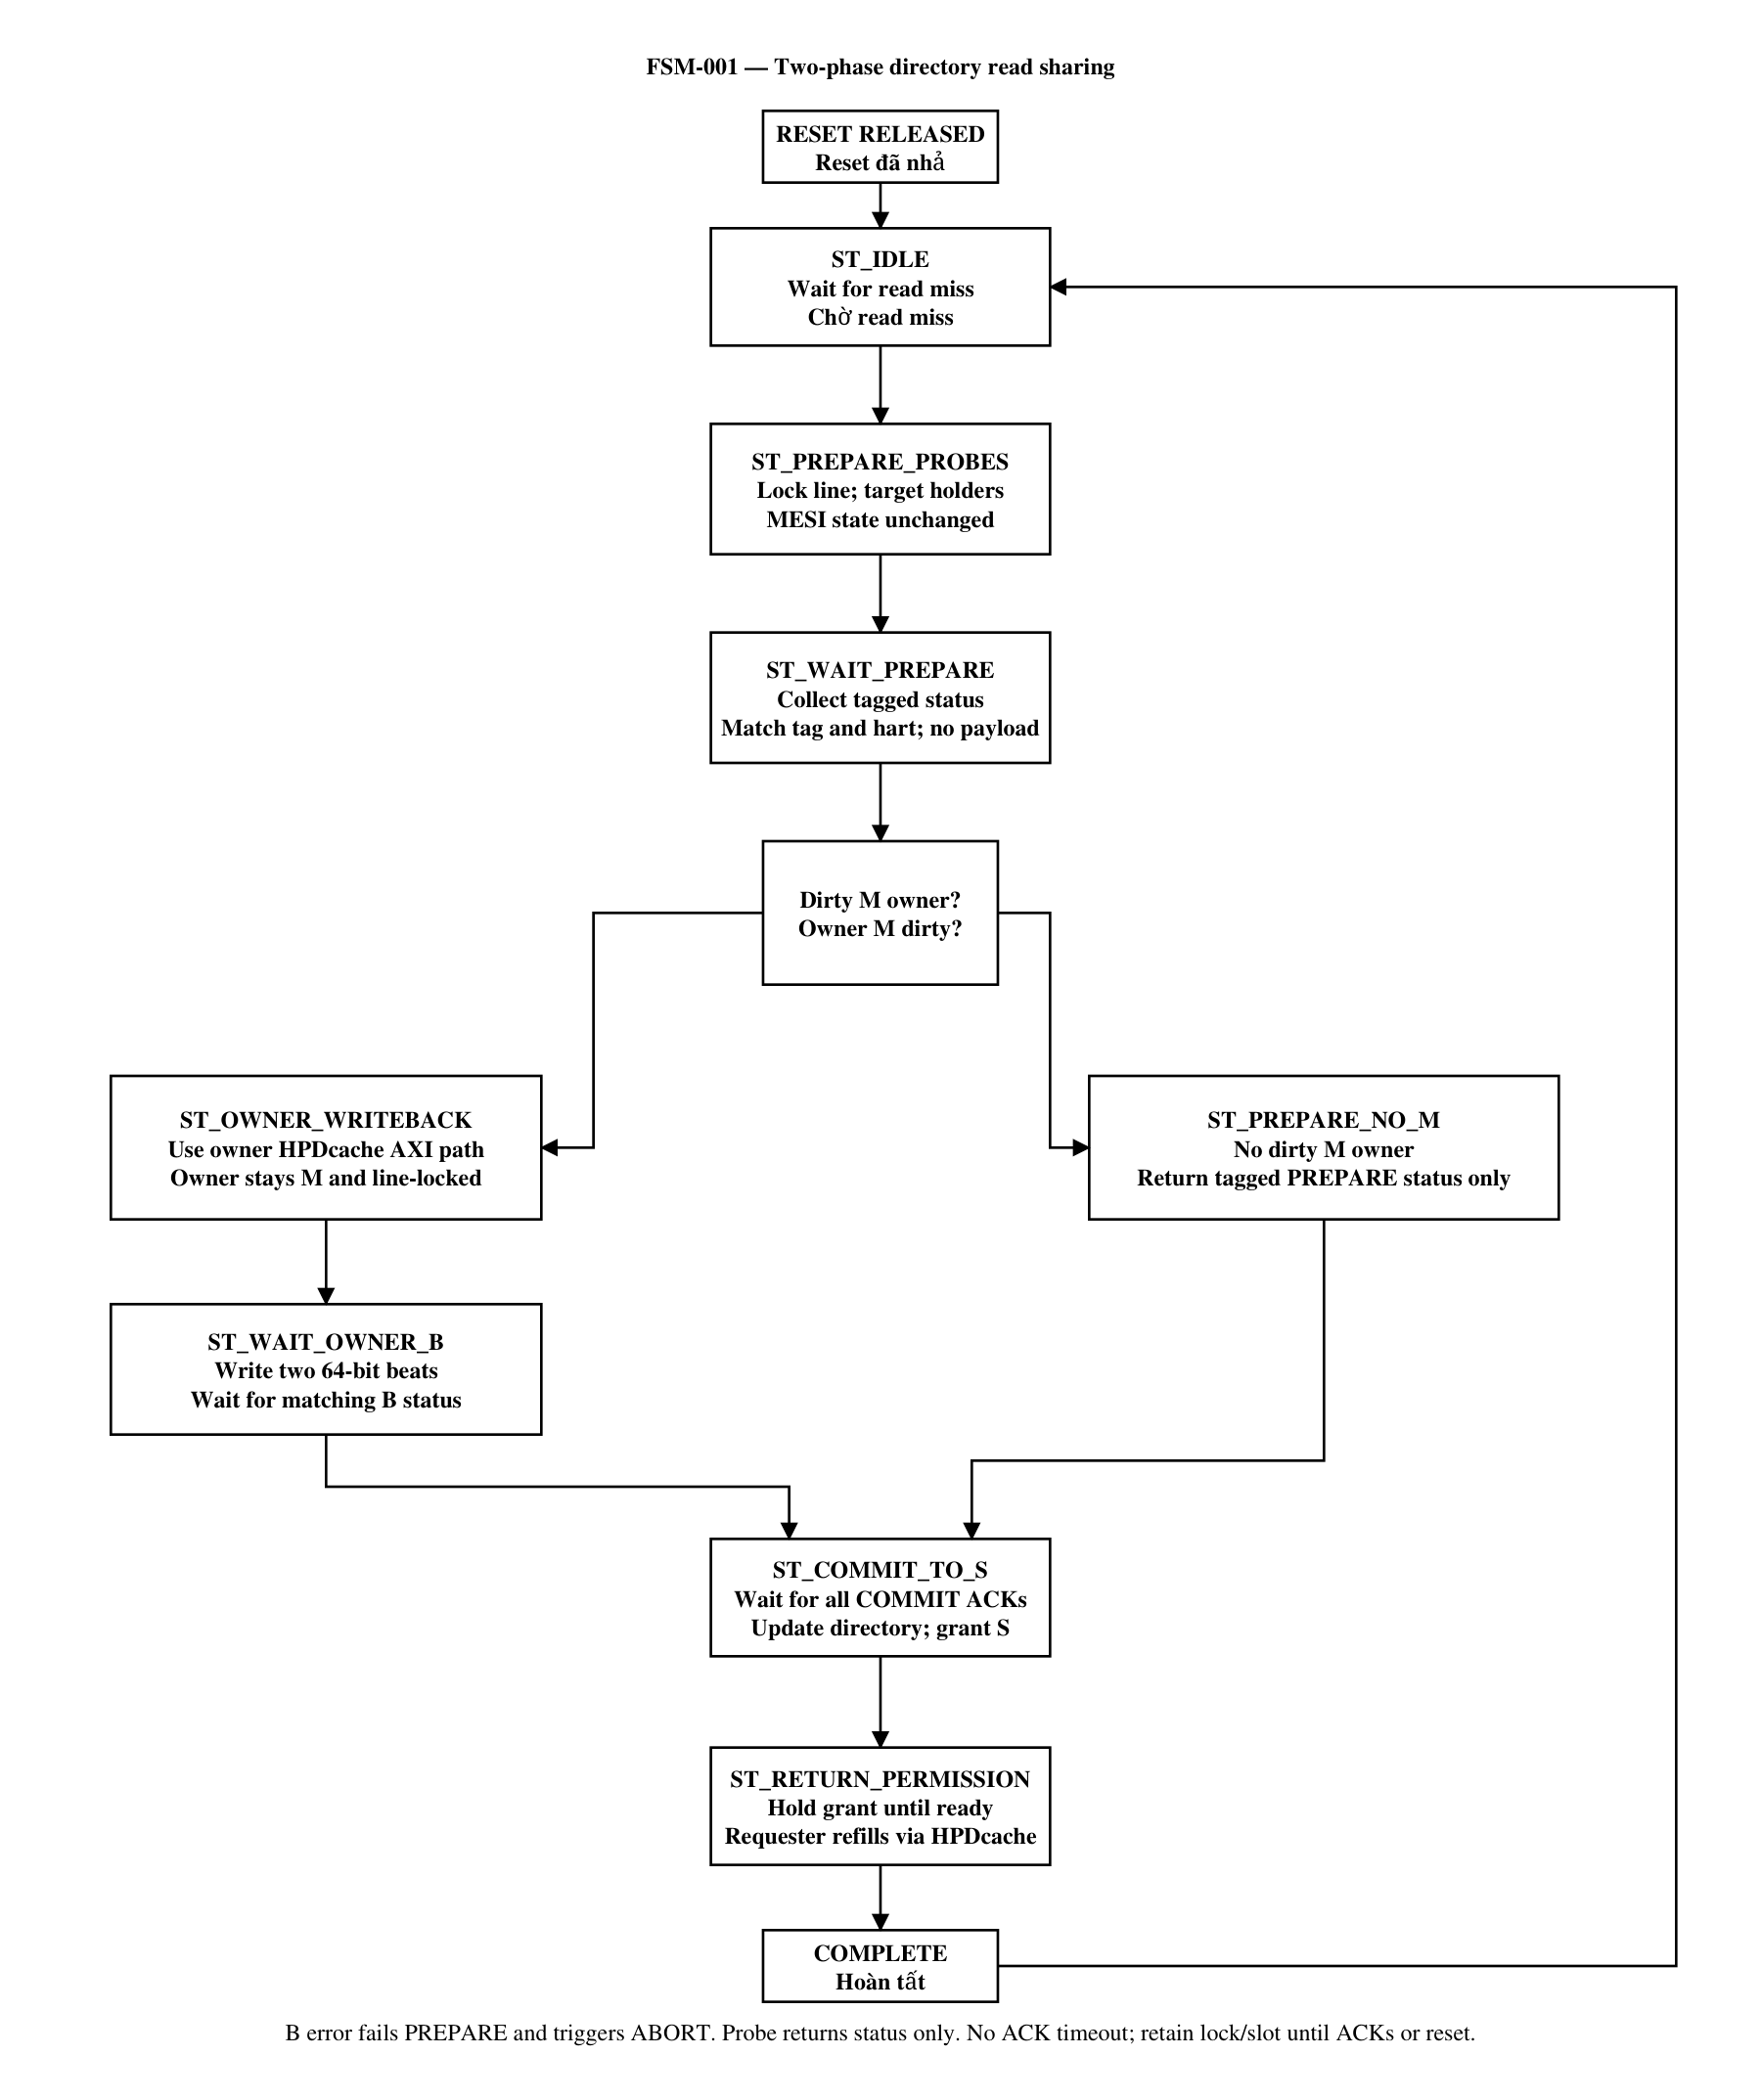 FSM-001 — Two-phase directory read sharing
RESET RELEASED
Reset đã nhả
ST_IDLE
Wait for read miss
Chờ read miss
ST_PREPARE_PROBES
Lock line; target holders
MESI state unchanged
ST_WAIT_PREPARE
Collect tagged status
Match tag and hart; no payload
Dirty M owner?
Owner M dirty?
ST_OWNER_WRITEBACK
Use owner HPDcache AXI path
Owner stays M and line-locked
ST_PREPARE_NO_M
No dirty M owner
Return tagged PREPARE status only
ST_WAIT_OWNER_B
Write two 64-bit beats
Wait for matching B status
ST_COMMIT_TO_S
Wait for all COMMIT ACKs
Update directory; grant S
ST_RETURN_PERMISSION
Hold grant until ready
Requester refills via HPDcache
COMPLETE
Hoàn tất
B error fails PREPARE and triggers ABORT. Probe returns status only. No ACK timeout; retain lock/slot until ACKs or reset.